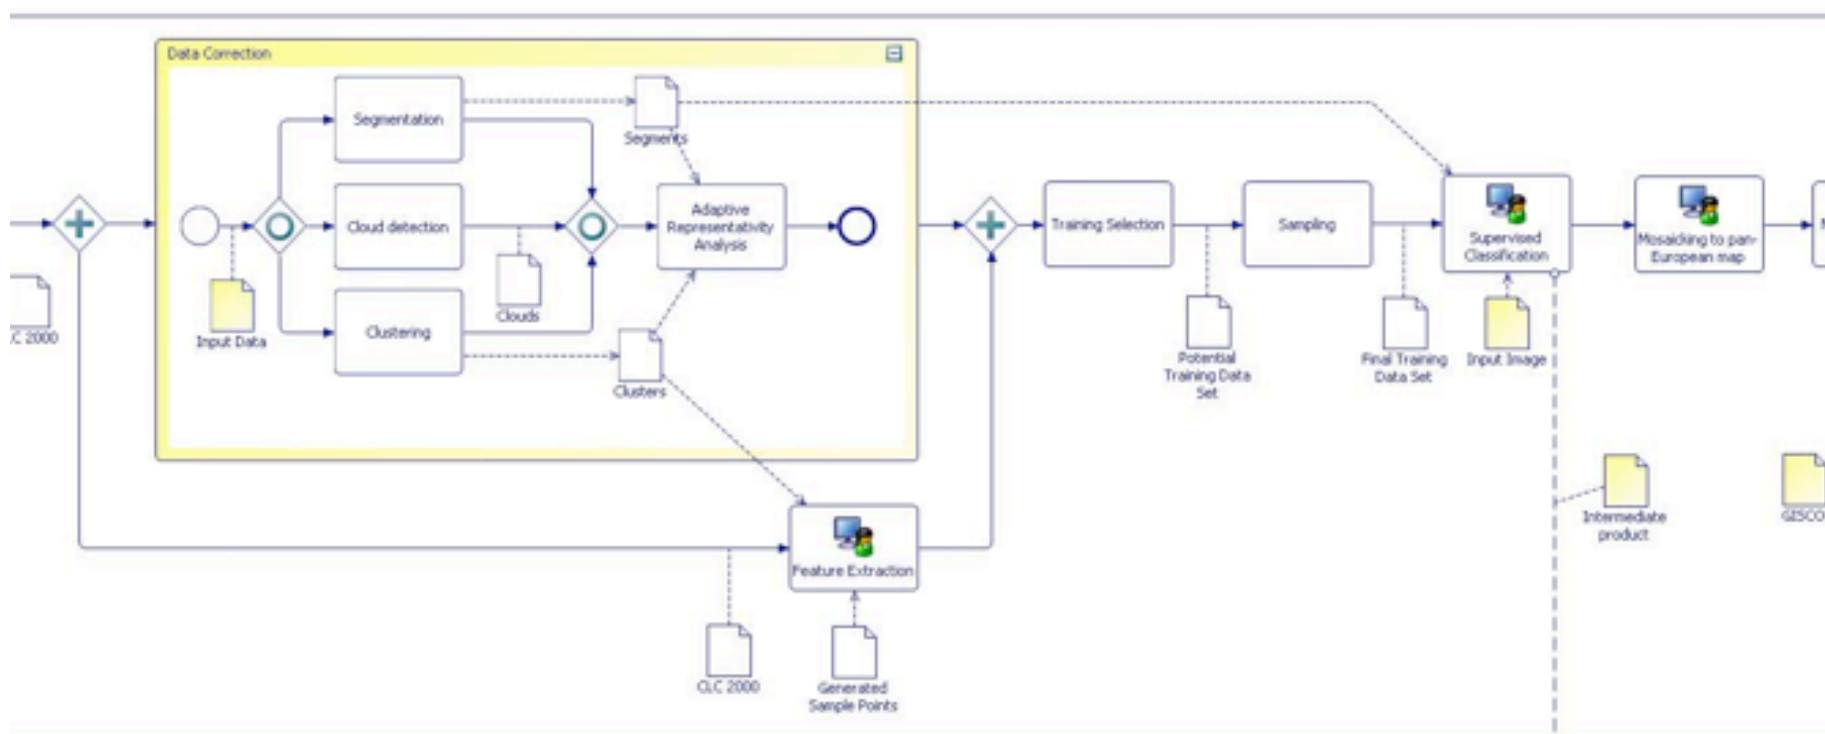 Data Correction
Segmentation
Segments
Cloud detection
Adaptive
Representativity
Analysis
Clouds
Clustering
Clusters
Input Data
LC 2000
Training Selection
Sampling
Supervised
Classification
Mosaicking to pan-
European map
Potential
Training Data
Set
Final Training
Data Set
Input Image
Intermediate
product
GISCO
Feature Extraction
CLC 2000
Generated
Sample Points